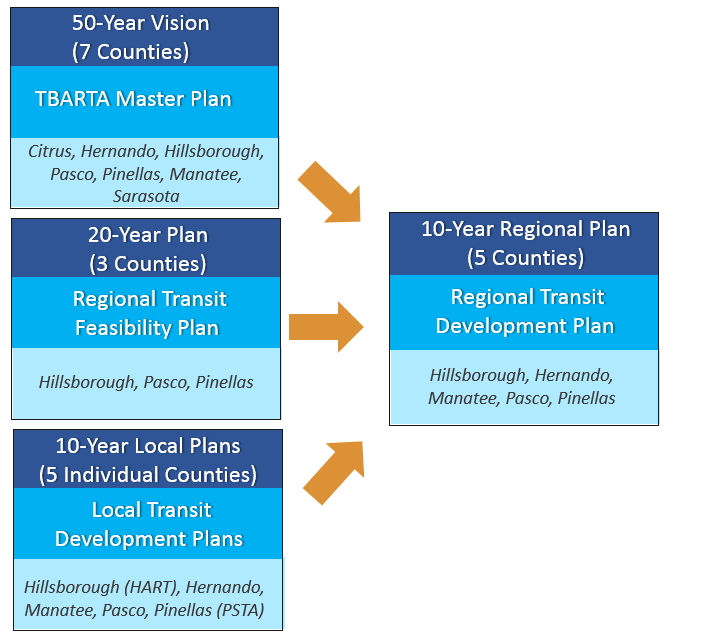 50-Year Vision
(7 Counties)
TBARTA Master Plan
Citrus, Hernando, Hillsborough,
Pasco, Pinellas, Manatee,
Sarasota
20-Year Plan
(3 Counties)
Regional Transit
Feasibility Plan
Hillsborough, Pasco, Pinellas
10-Year Local Plans
(5 Individual Counties)
Local Transit
Development Plans
Hillsborough (HART), Hernando,
Manatee, Pasco, Pinellas (PSTA)
10-Year Regional Plan
(5 Counties)
Regional Transit
Development Plan
Hillsborough, Hernando,
Manatee, Pasco, Pinellas